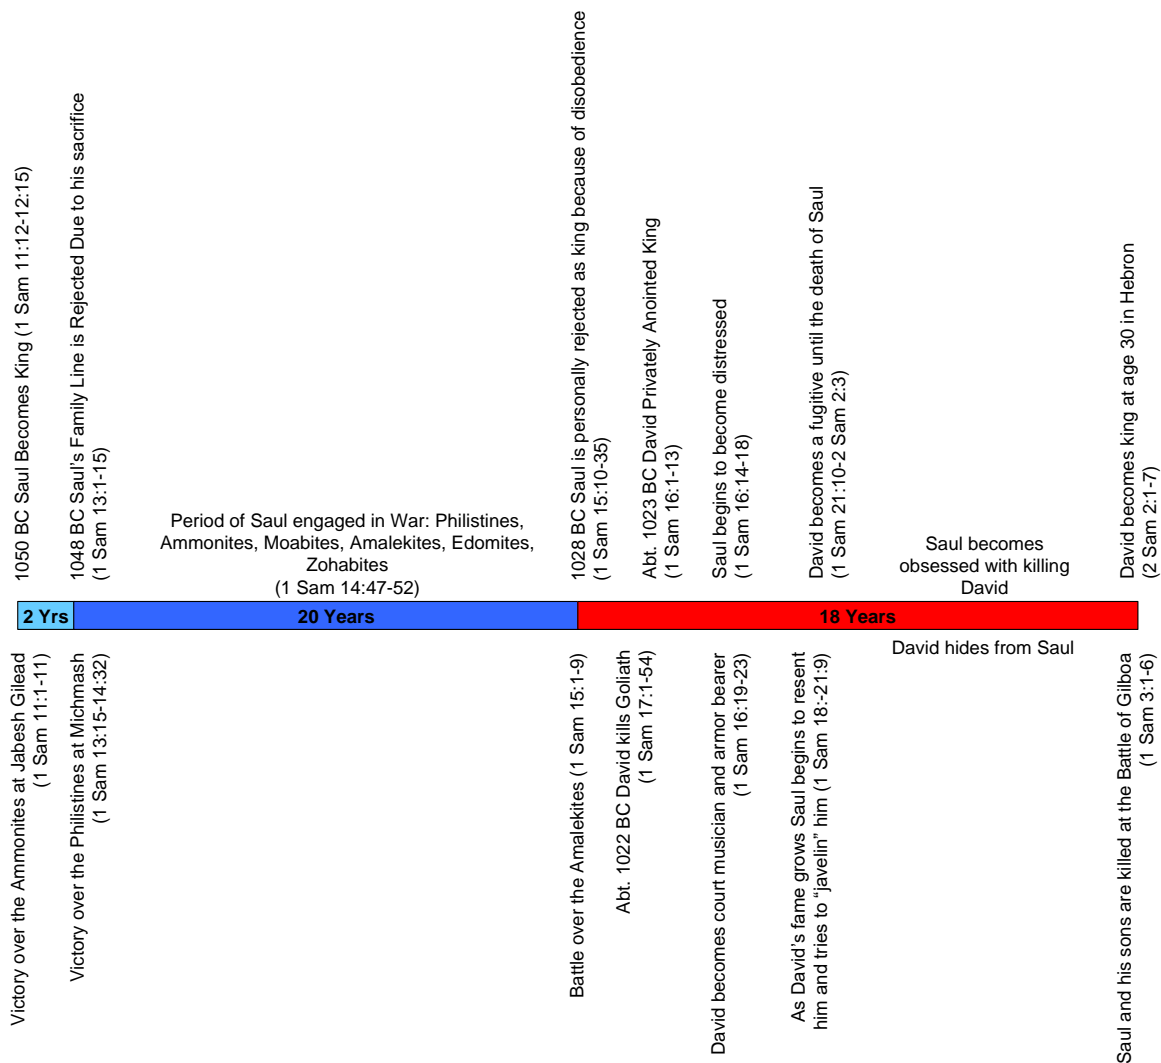 1050 BC Saul Becomes King (1 Sam 11:12-12:15)
1048 BC Saul's Family Line is Rejected Due to his sacrifice
(1 Sam 13:1-15)
Period of Saul engaged in War: Philistines,
Ammonites, Moabites, Amalekites, Edomites,
Zohabites
(1 Sam 14:47-52)
1028 BC Saul is personally rejected as king because of disobedience
(1 Sam 15:10-35)
Abt. 1023 BC David Privately Anointed King
(1 Sam 16:1-13)
Saul begins to become distressed
(1 Sam 16:14-18)
David becomes a fugitive until the death of Saul
(1 Sam 21:10-2 Sam 2:3)
Saul becomes
obsessed with killing
David
David becomes king at age 30 in Hebron
(2 Sam 2:1-7)
2 Yrs
20 Years
18 Years
Victory over the Ammonites at Jabesh Gilead
(1 Sam 11:1-11)
Victory over the Philistines at Michmash
(1 Sam 13:15-14:32)
Battle over the Amalekites (1 Sam 15:1-9)
Abt. 1022 BC David kills Goliath
(1 Sam 17:1-54)
David becomes court musician and armor bearer
(1 Sam 16:19-23)
As David's fame grows Saul begins to resent
him and tries to "javelin" him (1 Sam 18:-21:9)
David hides from Saul
Saul and his sons are killed at the Battle of Gilboa
(1 Sam 3:1-6)